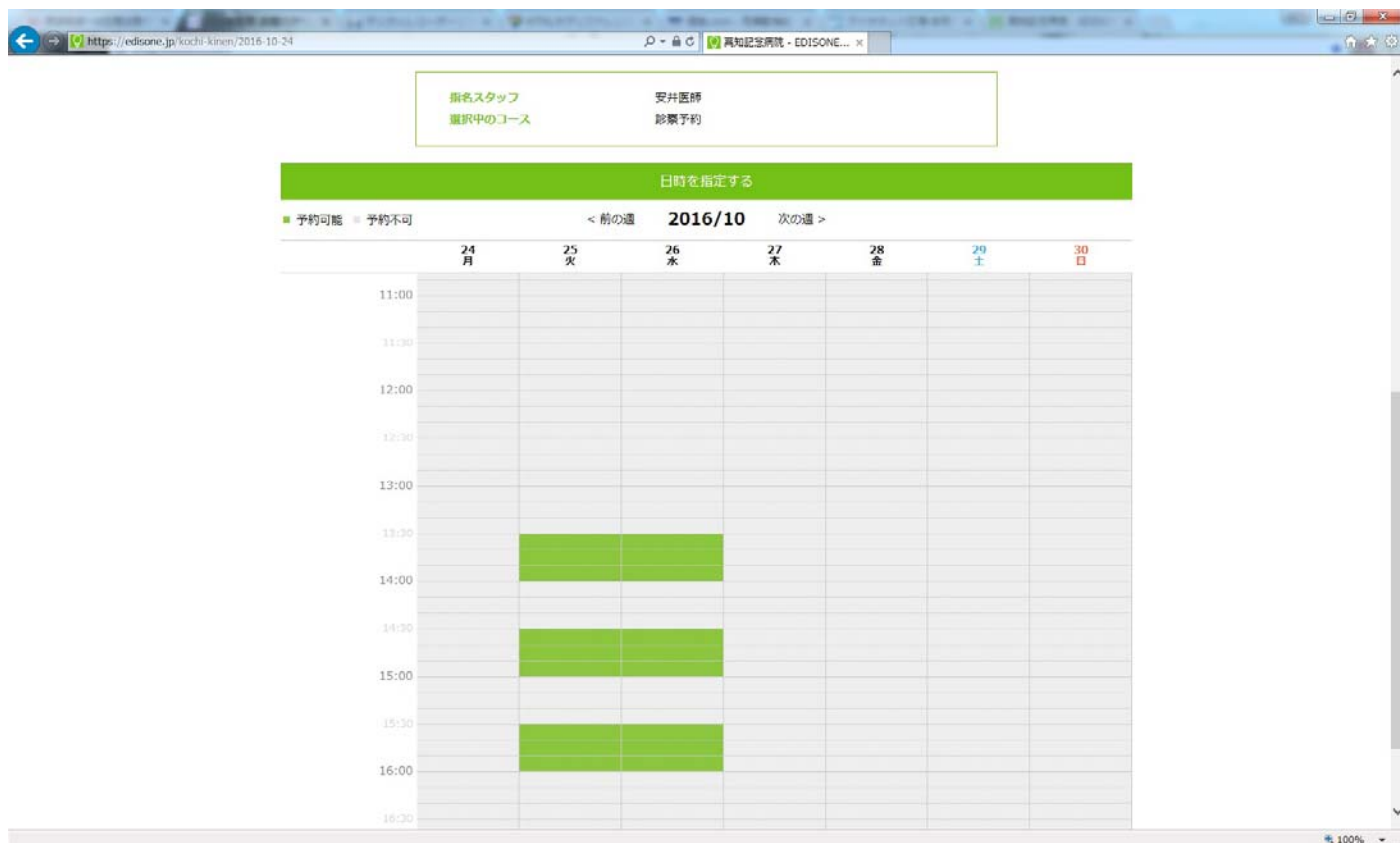 https://edisone.jp/kochi-kinen/2016-10-24
高知記念病院 - EDISONE...
指名スタッフ 安井医師
選択中のコース 診察予約
日時を指定する
予約可能 予約不可 < 前の週 2016/10 次の週 >
24 25 26 27 28 29 30
月 火 水 木 金 土 日
11:00
11:30
12:00
12:30
13:00
13:30
14:00
14:30
15:00
15:30
16:00
16:30
100%